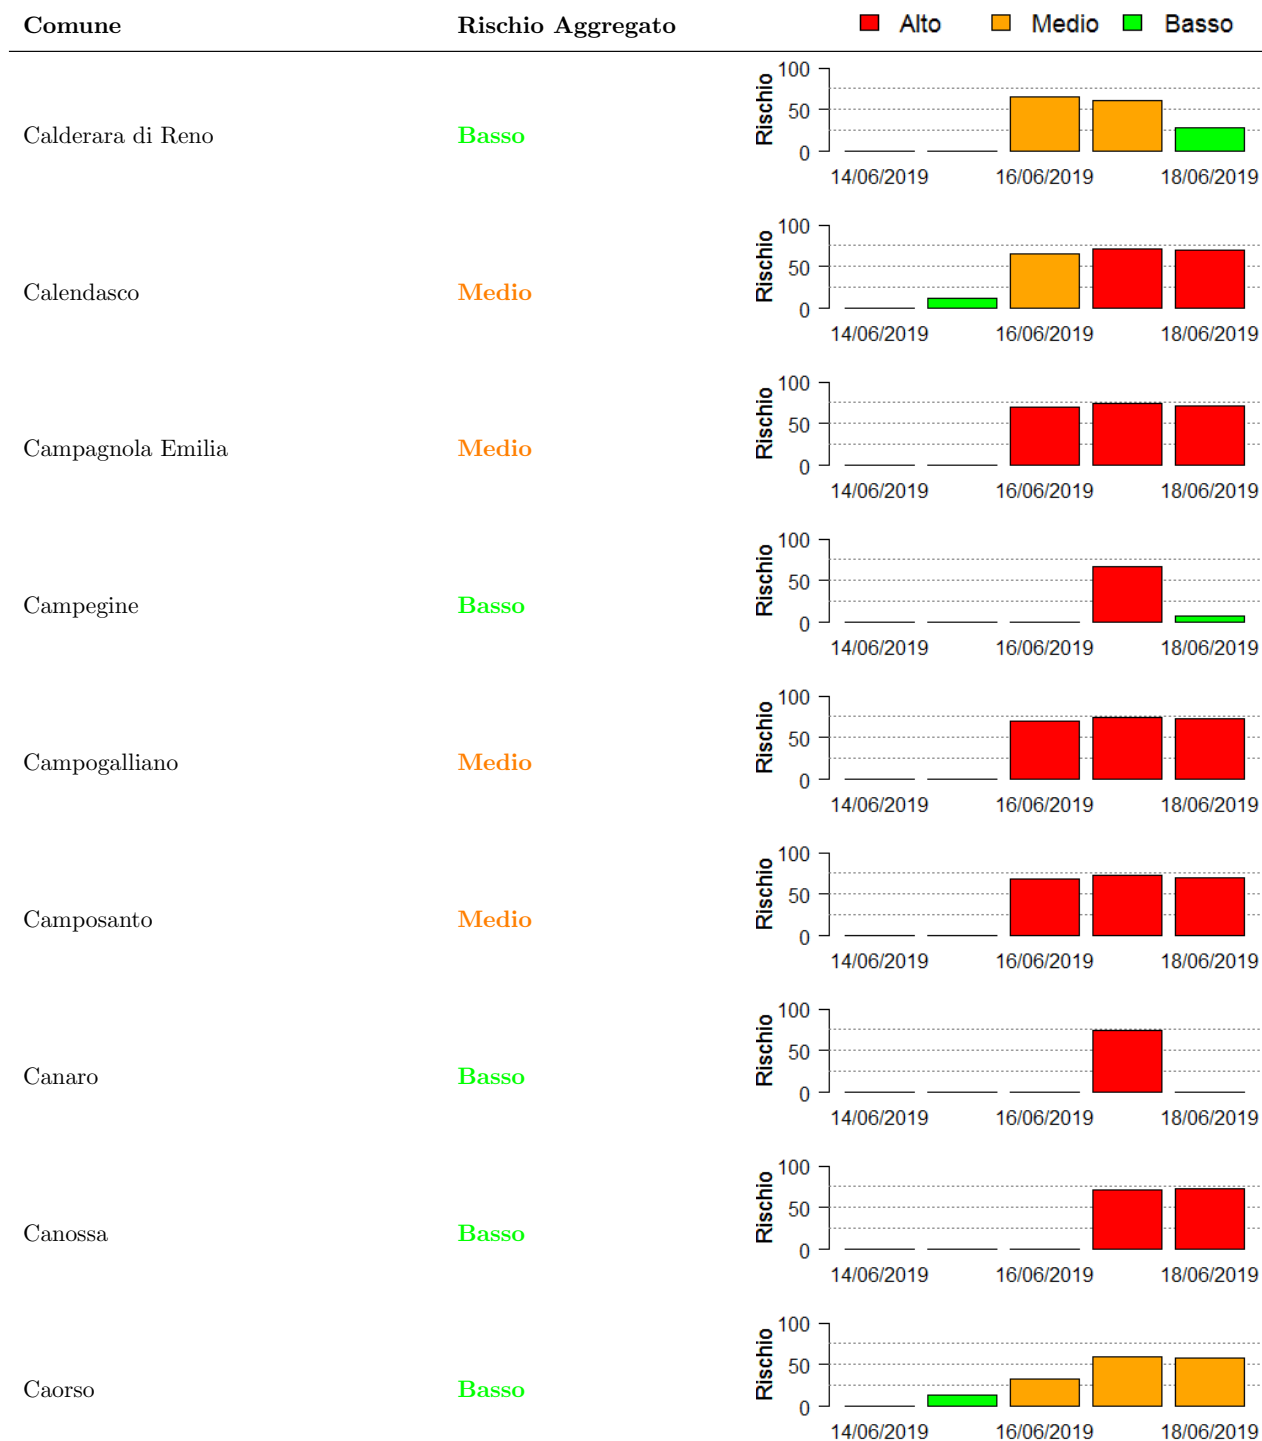 Comune Rischio Aggregato Alto Medio Basso
Calderara di Reno Basso
Rischio
100
50
0
14/06/2019 16/06/2019 18/06/2019
Calendasco Medio
Rischio
100
50
0
14/06/2019 16/06/2019 18/06/2019
Campagnola Emilia Medio
Rischio
100
50
0
14/06/2019 16/06/2019 18/06/2019
Campegine Basso
Rischio
100
50
0
14/06/2019 16/06/2019 18/06/2019
Campogalliano Medio
Rischio
100
50
0
14/06/2019 16/06/2019 18/06/2019
Camposanto Medio
Rischio
100
50
0
14/06/2019 16/06/2019 18/06/2019
Canaro Basso
Rischio
100
50
0
14/06/2019 16/06/2019 18/06/2019
Canossa Basso
Rischio
100
50
0
14/06/2019 16/06/2019 18/06/2019
Caorso Basso
Rischio
100
50
0
14/06/2019 16/06/2019 18/06/2019